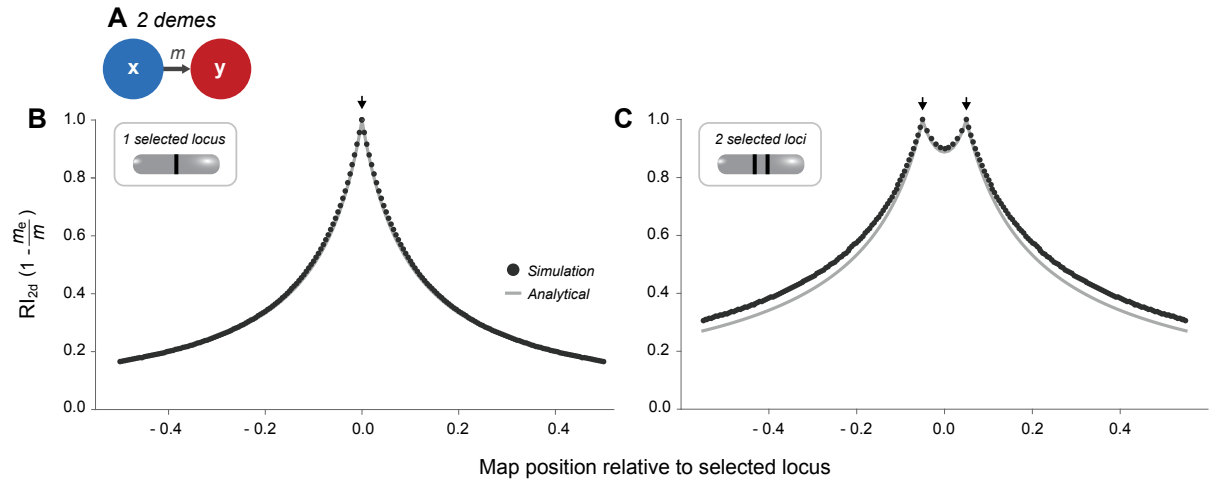 A 2 demes
x
m
y
B
1 selected locus
RI2d (1 - me/m)
1.0
0.8
0.6
0.4
0.2
0.0
- 0.4
- 0.2
0.0
0.2
0.4
Simulation
Analytical
C
2 selected loci
1.0
0.8
0.6
0.4
0.2
0.0
- 0.4
- 0.2
0.0
0.2
0.4
Map position relative to selected locus